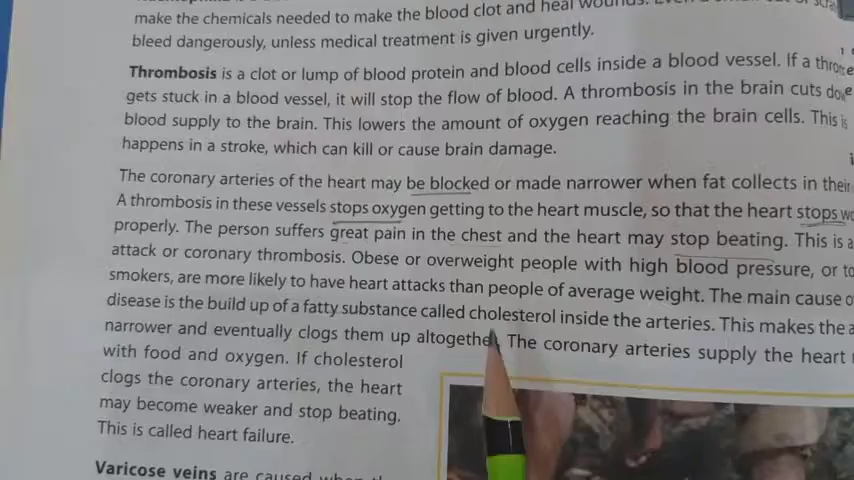 make the chemicals needed to make the blood clot and heal wounds.
bleed dangerously, unless medical treatment is given urgently.
Thrombosis is a clot or lump of blood protein and blood cells inside a blood vessel. If a
gets stuck in a blood vessel, it will stop the flow of blood. A thrombosis in the brain cuts
blood supply to the brain. This lowers the amount of oxygen reaching the brain cells. This is
happens in a stroke, which can kill or cause brain damage.
The coronary arteries of the heart may be blocked or made narrower when fat collects in their
A thrombosis in these vessels stops oxygen getting to the heart muscle, so that the heart stops
properly. The person suffers great pain in the chest and the heart may stop beating. This is a
attack or coronary thrombosis. Obese or overweight people with high blood pressure, or
smokers, are more likely to have heart attacks than people of average weight. The main cause
disease is the build up of a fatty substance called cholesterol inside the arteries. This makes the
narrower and eventually clogs them up altogether. The coronary arteries supply the heart
with food and oxygen. If cholesterol
clogs the coronary arteries, the heart
may become weaker and stop beating.
This is called heart failure.
Varicose veins are caused when